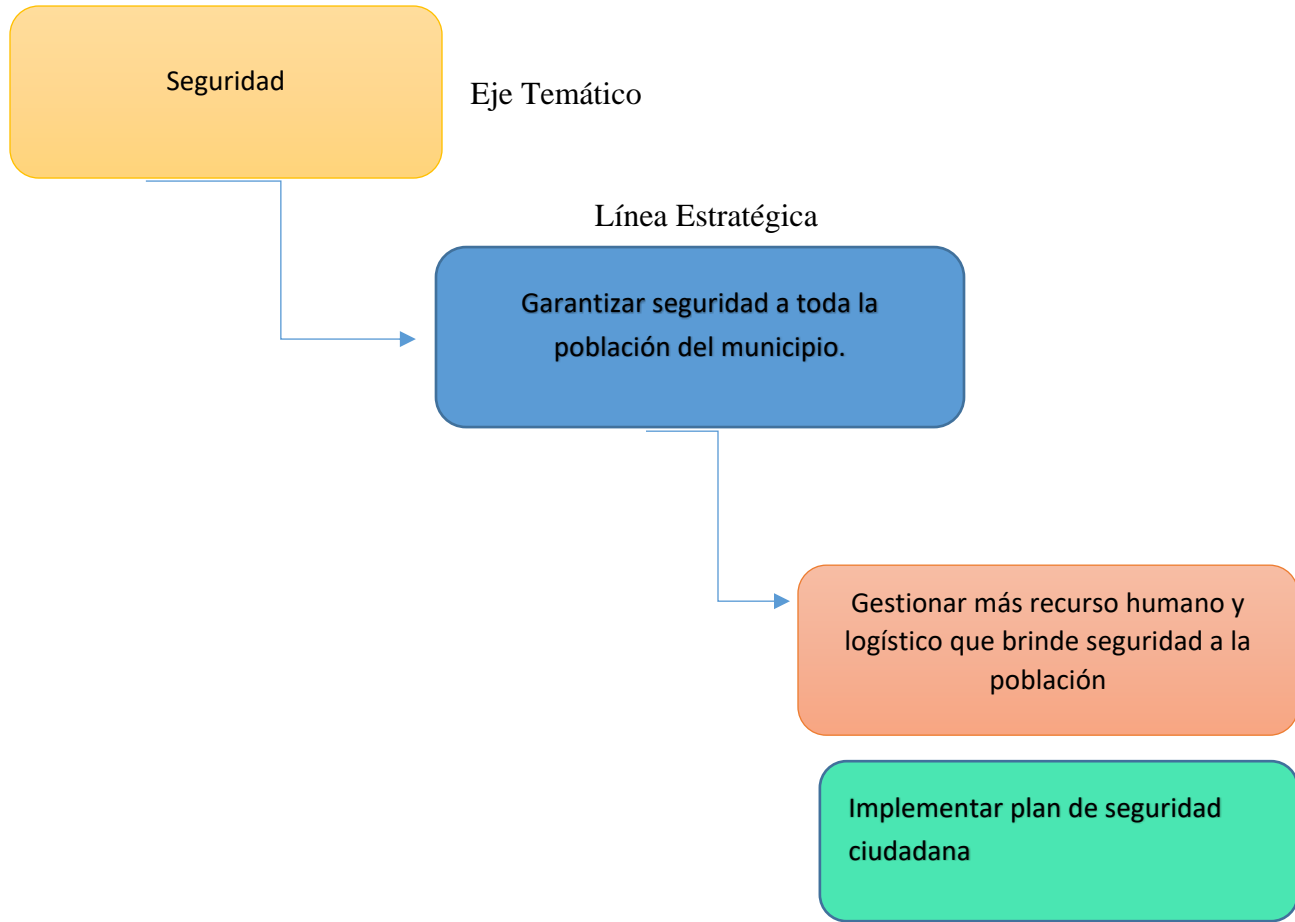 Seguridad
Eje Temático
Línea Estratégica
Garantizar seguridad a toda la
población del municipio.
Gestionar más recurso humano y
logístico que brinde seguridad a la
población
Implementar plan de seguridad
ciudadana